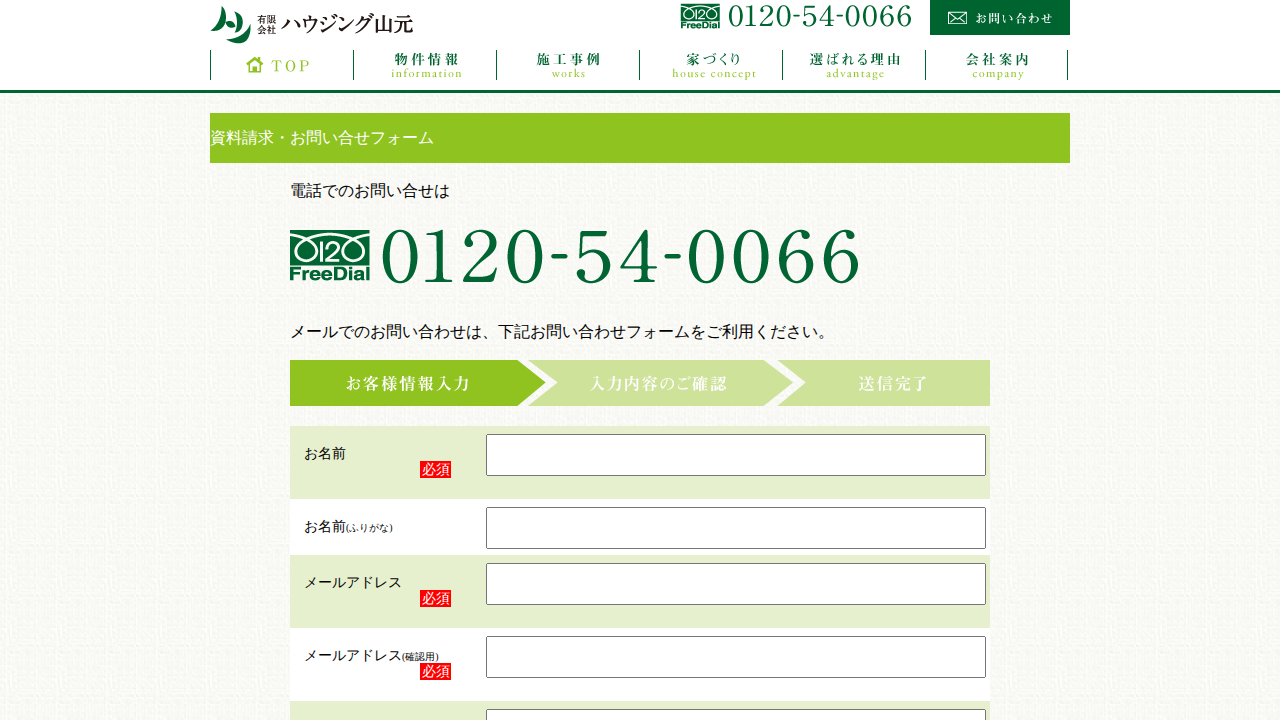 有限会社 ハウジング山元
0120 FreeDial 0120-54-0066
お問い合わせ
TOP
物件情報
information
施工事例
works
家づくり
house concept
選ばれる理由
advantage
会社案内
company
資料請求・お問い合せフォーム
電話でのお問い合せは
0120 FreeDial 0120-54-0066
メールでのお問い合わせは、下記お問い合わせフォームをご利用ください。
お客様情報入力
入力内容のご確認
送信完了
お名前
必須
お名前(ふりがな)
メールアドレス
必須
メールアドレス(確認用)
必須